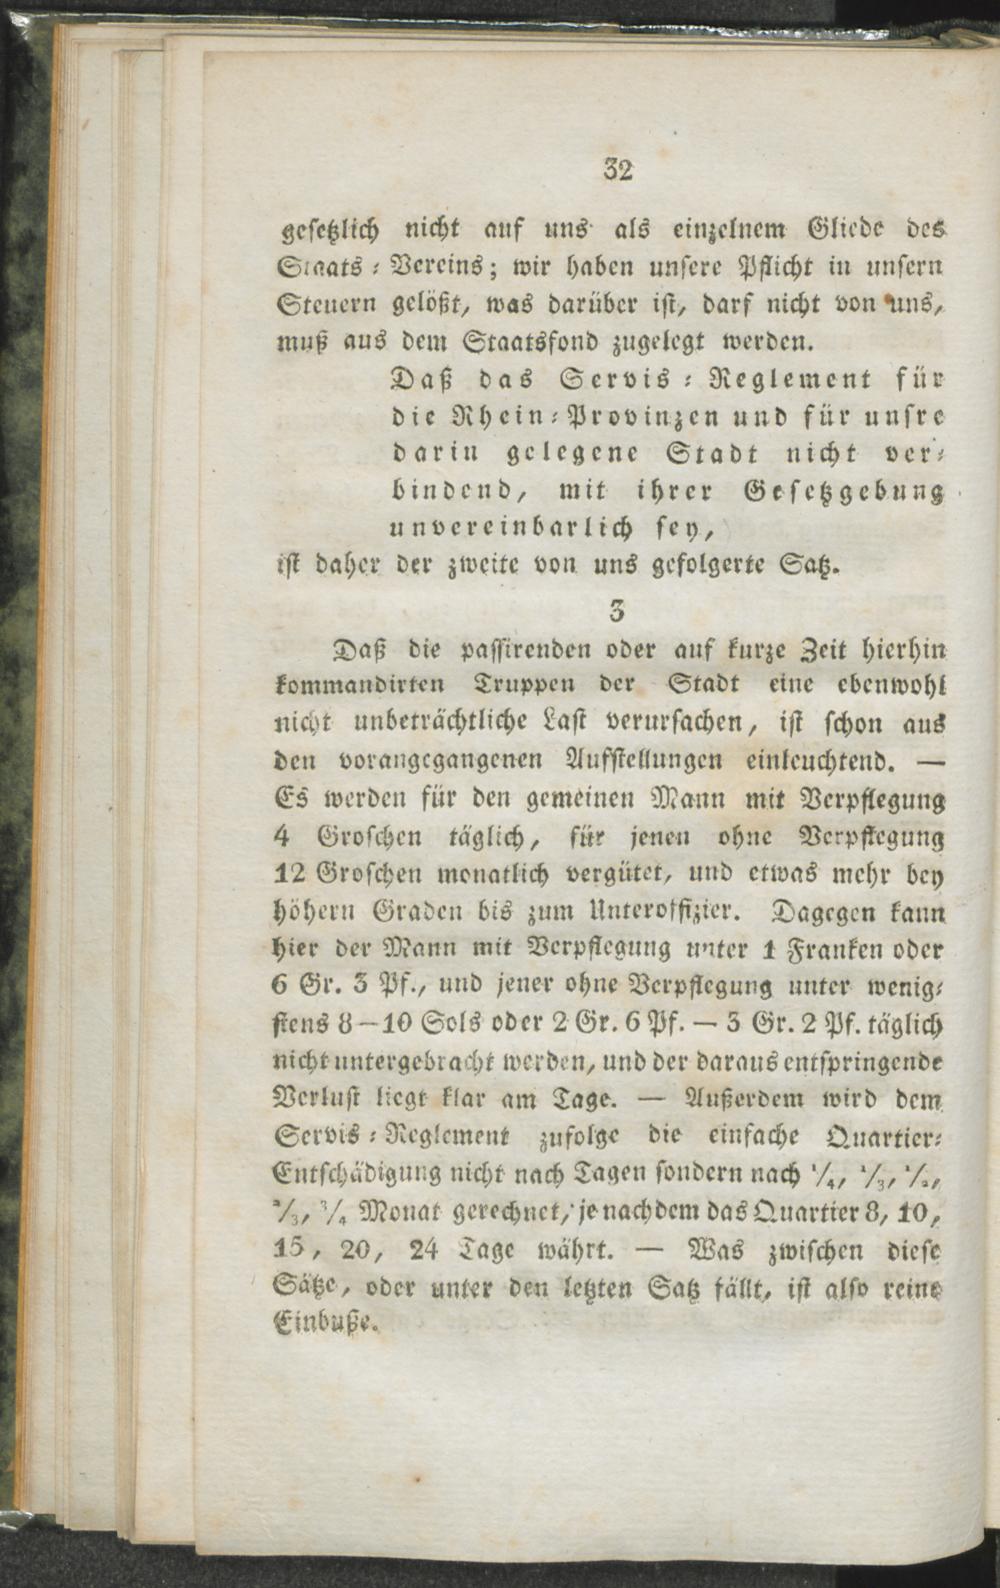 32
gesetzlich nicht auf uns als einzelnem Gliede des
Staats-Vereins; wir haben unsere Pflicht in unsern
Steuern gelößt, was darüber ist, darf nicht von uns,
muß aus dem Staatsfond zugelegt werden.
Daß das Servis-Reglement für
die Rhein-Provinzen und für unsre
darin gelegene Stadt nicht ver-
bindend, mit ihrer Gesetzgebung
unvereinbarlich sey,
ist daher der zweite von uns gefolgerte Satz.
3
Daß die passirenden oder auf kurze Zeit hierhin
kommandirten Truppen der Stadt eine ebenwohl
nicht unbeträchtliche Last verursachen, ist schon aus
den vorangegangenen Aufstellungen einleuchtend. —
Es werden für den gemeinen Mann mit Verpflegung
4 Groschen täglich, für jenen ohne Verpflegung
12 Groschen monatlich vergütet, und etwas mehr bey
höhern Graden bis zum Unteroffizier. Dagegen kann
hier der Mann mit Verpflegung unter 1 Franken oder
6 Gr. 3 Pf., und jener ohne Verpflegung unter wenig-
stens 8—10 Sols oder 2 Gr. 6 Pf. — 3 Gr. 2 Pf. täglich
nicht untergebracht werden, und der daraus entspringende
Verlust liegt klar am Tage. — Außerdem wird dem
Servis-Reglement zufolge die einfache Quartier-
Entschädigung nicht nach Tagen sondern nach 1/4, 1/3, 1/2,
2/3, 3/4 Monat gerechnet, je nachdem das Quartier 8, 10,
15, 20, 24 Tage währt. — Was zwischen diese
Sätze, oder unter den letzten Satz fällt, ist also reine
Einbuße.